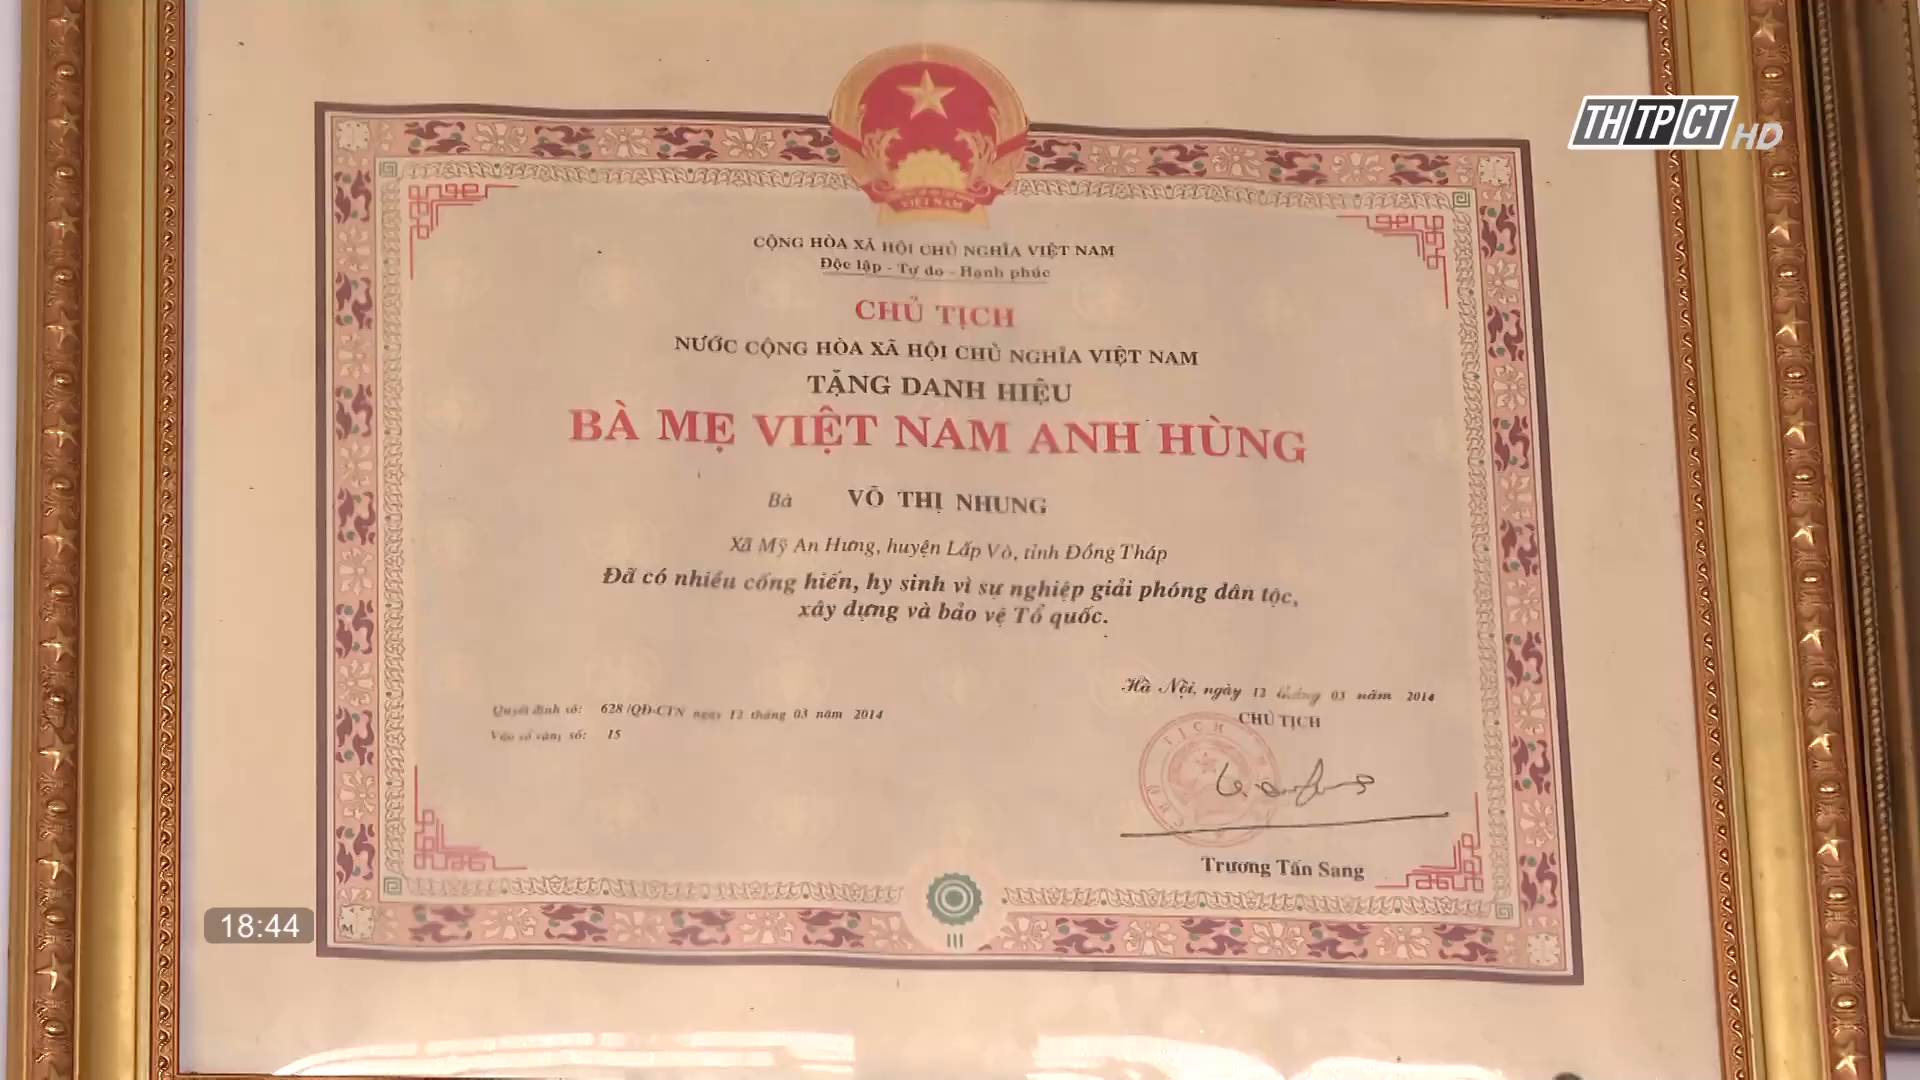 THTPCT HD
VIỆT NAM
CỘNG HÒA XÃ HỘI CHỦ NGHĨA VIỆT NAM
Độc lập - Tự do - Hạnh phúc
CHỦ TỊCH
NƯỚC CỘNG HÒA XÃ HỘI CHỦ NGHĨA VIỆT NAM
TẶNG DANH HIỆU
BÀ MẸ VIỆT NAM ANH HÙNG
Bà VÕ THỊ NHUNG
Xã Mỹ An Hưng, huyện Lấp Vò, tỉnh Đồng Tháp
Đã có nhiều cống hiến, hy sinh vì sự nghiệp giải phóng dân tộc,
xây dựng và bảo vệ Tổ quốc.
Hà Nội, ngày 12 tháng 03 năm 2014
CHỦ TỊCH
Quyết định số: 628/QĐ-CTN ngày 12 tháng 03 năm 2014
Vào sổ vàng số: 15
Trương Tấn Sang
18:44